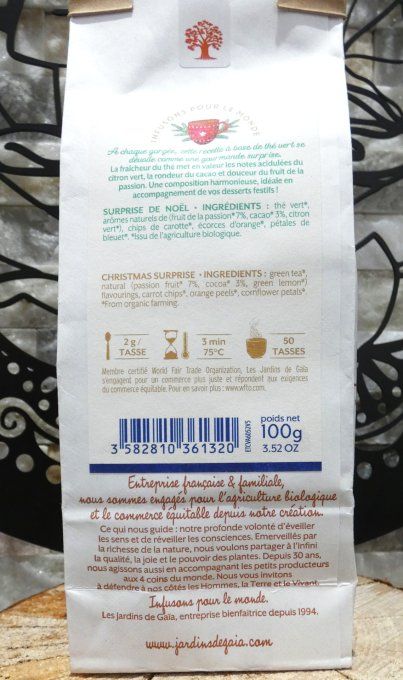 INFUSONS POUR LE MONDE
À chaque gorgée, cette recette à base de thé vert se
dévoile comme une gourmande surprise.
La fraîcheur du thé met en valeur les notes acidulées du
citron vert, la rondeur du cacao et douceur du fruit de la
passion. Une composition harmonieuse, idéale en
accompagnement de vos desserts festifs !
SURPRISE DE NOËL • INGRÉDIENTS : thé vert*,
arômes naturels de (fruit de la passion* 7%, cacao* 3%, citron
vert*), chips de carotte*, écorces d'orange*, pétales de
bleuet*. *Issu de l'agriculture biologique.
CHRISTMAS SURPRISE • INGREDIENTS : green tea*,
natural (passion fruit* 7%, cocoa* 3%, green lemon*)
flavourings, carrot chips*, orange peels*, cornflower petals*.
*From organic farming.
2 g /
TASSE
3 min
75°C
50
TASSES
Membre certifié World Fair Trade Organization, Les Jardins de Gaïa
s'engagent pour un commerce plus juste et répondent aux exigences
du commerce équitable. Pour en savoir plus : www.wfto.com.
3 582810 361320
poids net
100g
3.52 OZ
Entreprise française & familiale,
nous sommes engagés pour l'agriculture biologique
et le commerce équitable depuis notre création.
Ce qui nous guide : notre profonde volonté d'éveiller
les sens et de réveiller les consciences. Émerveillés par
la richesse de la nature, nous voulons partager à l'infini
la qualité, la joie et le pouvoir des plantes. Depuis 30 ans,
nous agissons aussi en accompagnant les petits producteurs
aux 4 coins du monde. Nous vous invitons
à défendre à nos côtés les Hommes, la Terre et le Vivant.
Infusons pour le monde.
Les Jardins de Gaïa, entreprise bienfaitrice depuis 1994.
www.jardinsdegaia.com